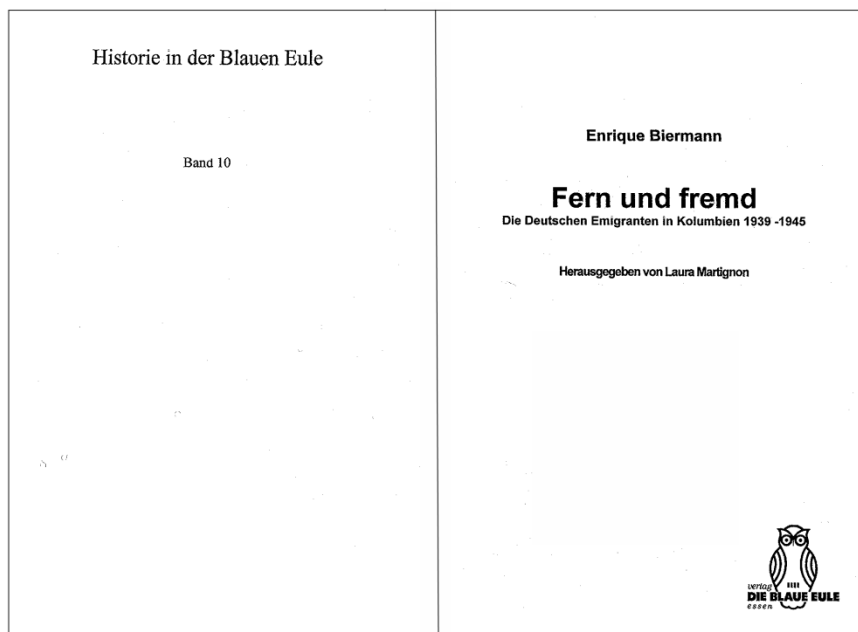 Historie in der Blauen Eule
Band 10
Enrique Biermann
Fern und fremd
Die Deutschen Emigranten in Kolumbien 1939 -1945
Herausgegeben von Laura Martignon
verlag
DIE BLAUE EULE
essen